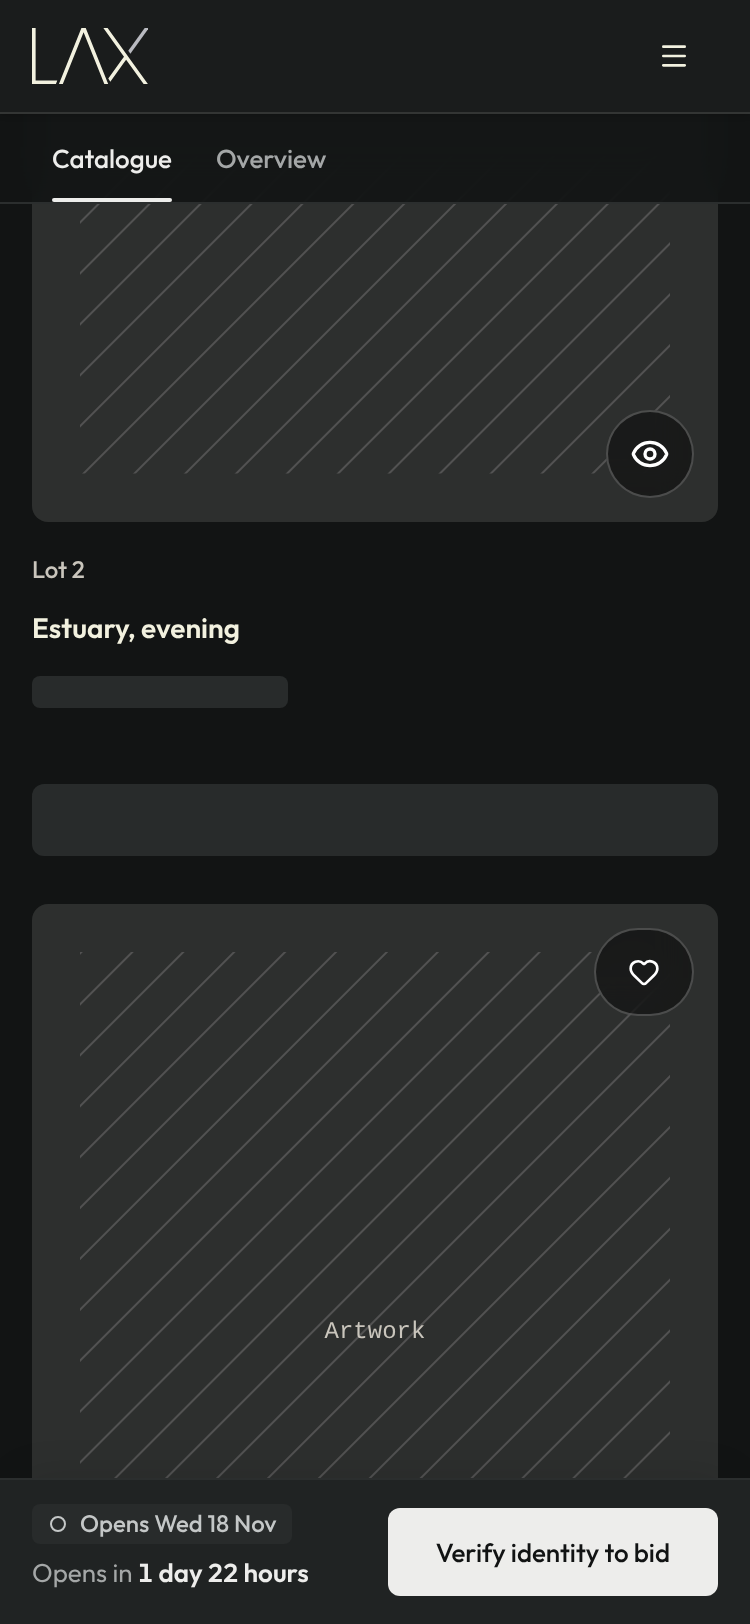 LAX
Catalogue
Overview
Lot 2
Estuary, evening
Artwork
Opens Wed 18 Nov
Opens in 1 day 22 hours
Verify identity to bid